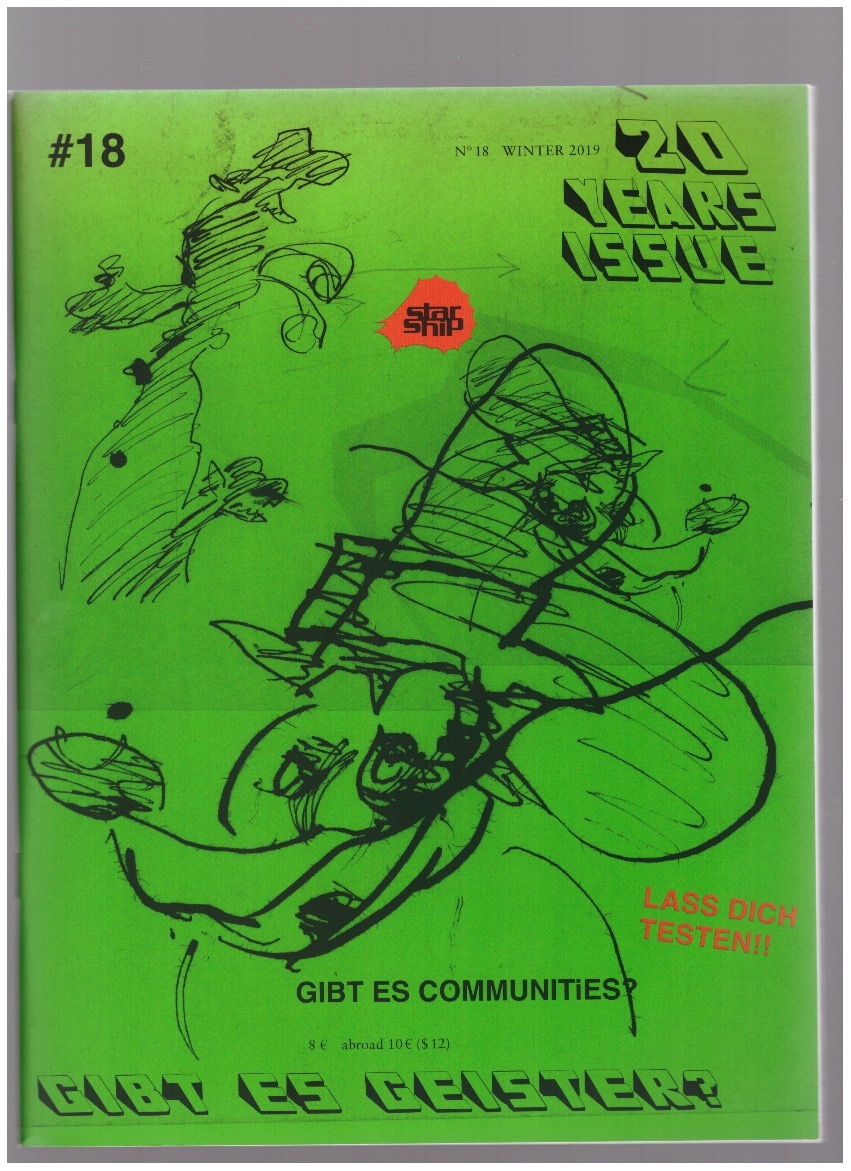 #18
Nº 18 WINTER 2019
20
YEARS
ISSUE
star
ship
LASS DICH
TESTEN!!
GIBT ES COMMUNITiES?
8 € abroad 10 € ($ 12)
GIBT ES GEISTER?